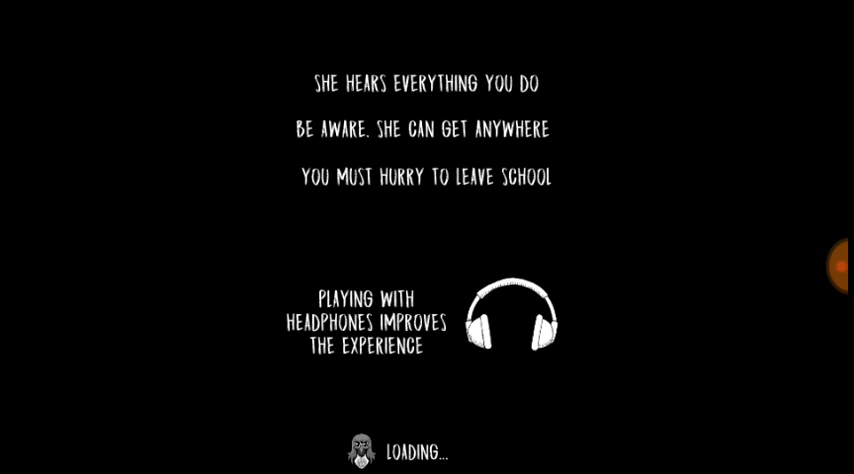 SHE HEARS EVERYTHING YOU DO
BE AWARE. SHE CAN GET ANYWHERE
YOU MUST HURRY TO LEAVE SCHOOL
PLAYING WITH
HEADPHONES IMPROVES
THE EXPERIENCE
LOADING...